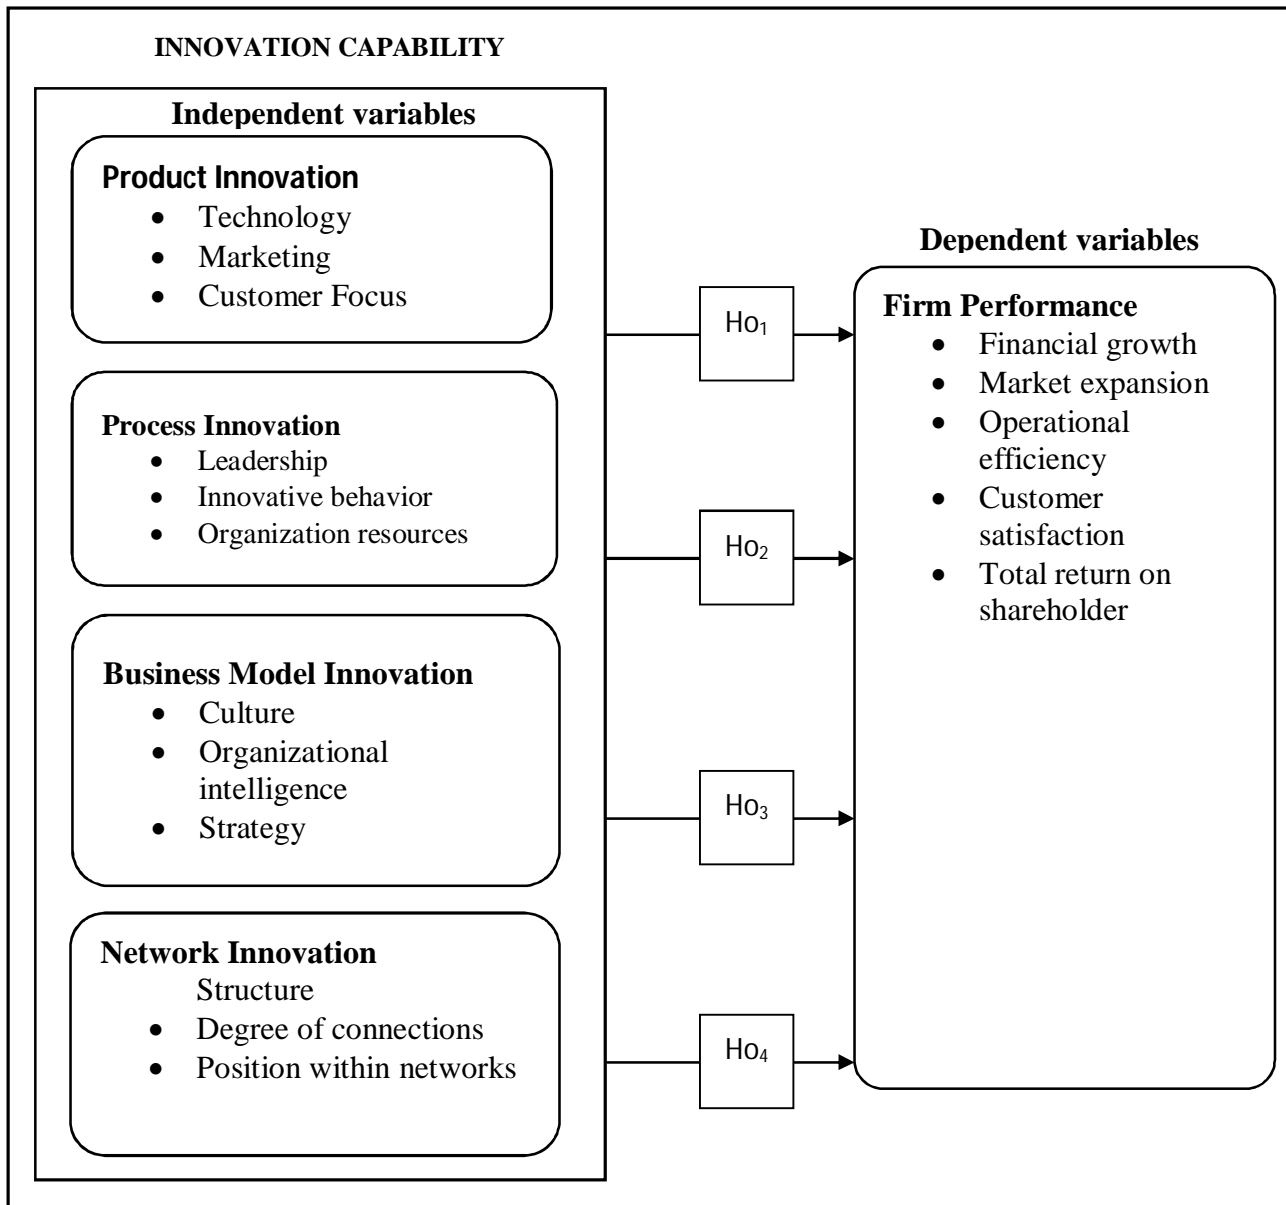 INNOVATION CAPABILITY
Independent variables
Product Innovation
• Technology
• Marketing
• Customer Focus
Process Innovation
• Leadership
• Innovative behavior
• Organization resources
Business Model Innovation
• Culture
• Organizational
intelligence
• Strategy
Network Innovation
Structure
• Degree of connections
• Position within networks
Ho₁
Ho₂
Ho₃
Ho₄
Dependent variables
Firm Performance
• Financial growth
• Market expansion
• Operational
efficiency
• Customer
satisfaction
• Total return on
shareholder